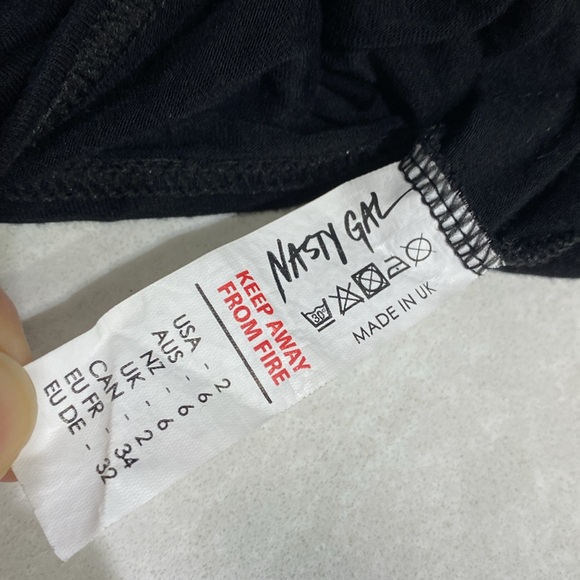 NASTY GAL
30°
MADE IN UK
KEEP AWAY
FROM FIRE
USA - 2
AUS - 6
NZ - 6
UK - 6
CAN - 2
EU FR - 34
EU DE - 32